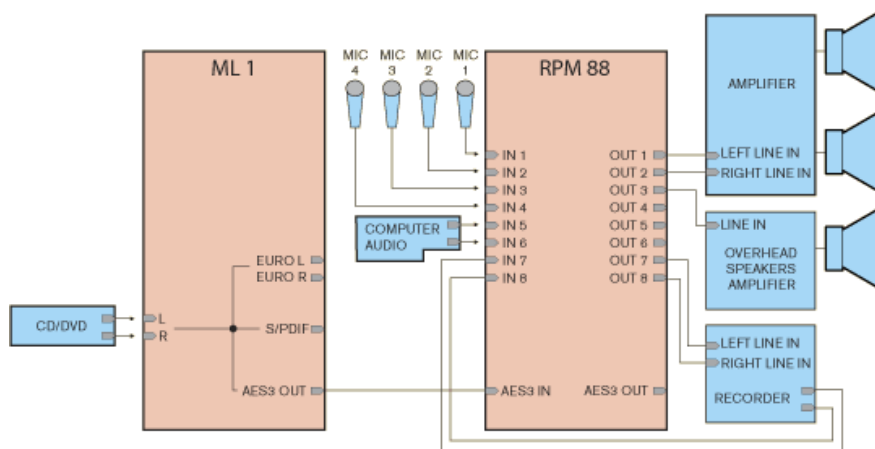 ML 1
MIC 4
MIC 3
MIC 2
MIC 1
RPM 88
AMPLIFIER
LEFT LINE IN
RIGHT LINE IN
IN 1
IN 2
IN 3
IN 4
IN 5
IN 6
IN 7
IN 8
OUT 1
OUT 2
OUT 3
OUT 4
OUT 5
OUT 6
OUT 7
OUT 8
COMPUTER
AUDIO
LINE IN
OVERHEAD
SPEAKERS
AMPLIFIER
EURO L
EURO R
CD/DVD
L
R
S/PDIF
AES3 OUT
AES3 IN
AES3 OUT
LEFT LINE IN
RIGHT LINE IN
RECORDER